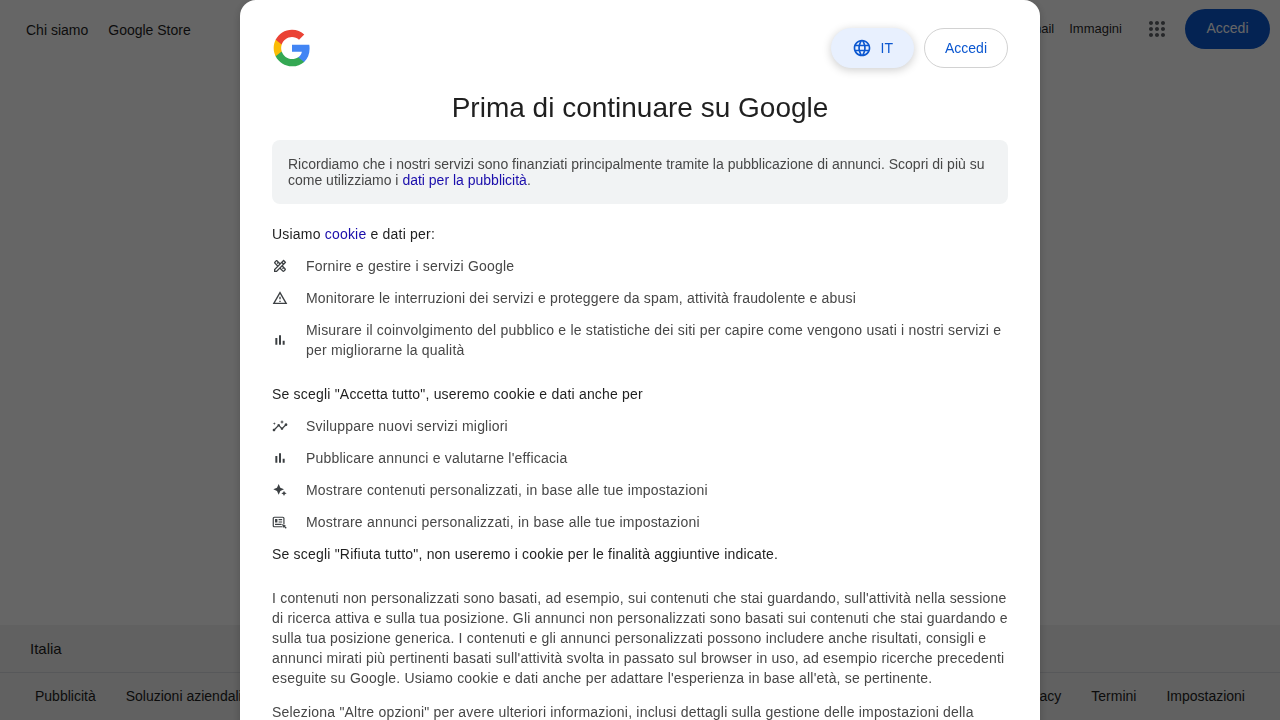 Chi siamo
Google Store
Immagini
Accedi
IT
Accedi
Prima di continuare su Google
Ricordiamo che i nostri servizi sono finanziati principalmente tramite la pubblicazione di annunci. Scopri di più su
come utilizziamo i dati per la pubblicità.
Usiamo cookie e dati per:
Fornire e gestire i servizi Google
Monitorare le interruzioni dei servizi e proteggere da spam, attività fraudolente e abusi
Misurare il coinvolgimento del pubblico e le statistiche dei siti per capire come vengono usati i nostri servizi e
per migliorarne la qualità
Se scegli "Accetta tutto", useremo cookie e dati anche per
Sviluppare nuovi servizi migliori
Pubblicare annunci e valutarne l'efficacia
Mostrare contenuti personalizzati, in base alle tue impostazioni
Mostrare annunci personalizzati, in base alle tue impostazioni
Se scegli "Rifiuta tutto", non useremo i cookie per le finalità aggiuntive indicate.
I contenuti non personalizzati sono basati, ad esempio, sui contenuti che stai guardando, sull'attività nella sessione
di ricerca attiva e sulla tua posizione. Gli annunci non personalizzati sono basati sui contenuti che stai guardando e
sulla tua posizione generica. I contenuti e gli annunci personalizzati possono includere anche risultati, consigli e
annunci mirati più pertinenti basati sull'attività svolta in passato sul browser in uso, ad esempio ricerche precedenti
eseguite su Google. Usiamo cookie e dati anche per adattare l'esperienza in base all'età, se pertinente.
Seleziona "Altre opzioni" per avere ulteriori informazioni, inclusi dettagli sulla gestione delle impostazioni della
Italia
Pubblicità
Soluzioni aziendali
Termini
Impostazioni